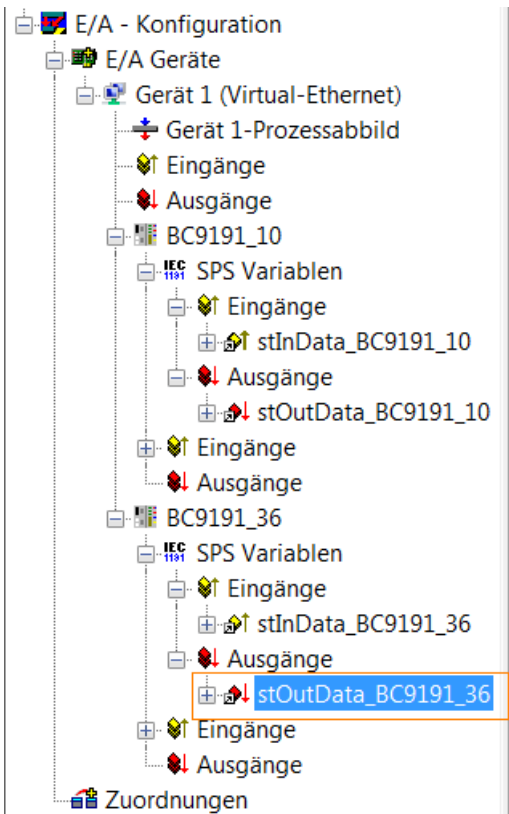 E/A - Konfiguration
E/A Geräte
Gerät 1 (Virtual-Ethernet)
Gerät 1-Prozessabbild
Eingänge
Ausgänge
BC9191_10
IEC 1131 SPS Variablen
Eingänge
stInData_BC9191_10
Ausgänge
stOutData_BC9191_10
Eingänge
Ausgänge
BC9191_36
IEC 1131 SPS Variablen
Eingänge
stInData_BC9191_36
Ausgänge
stOutData_BC9191_36
Eingänge
Ausgänge
Zuordnungen